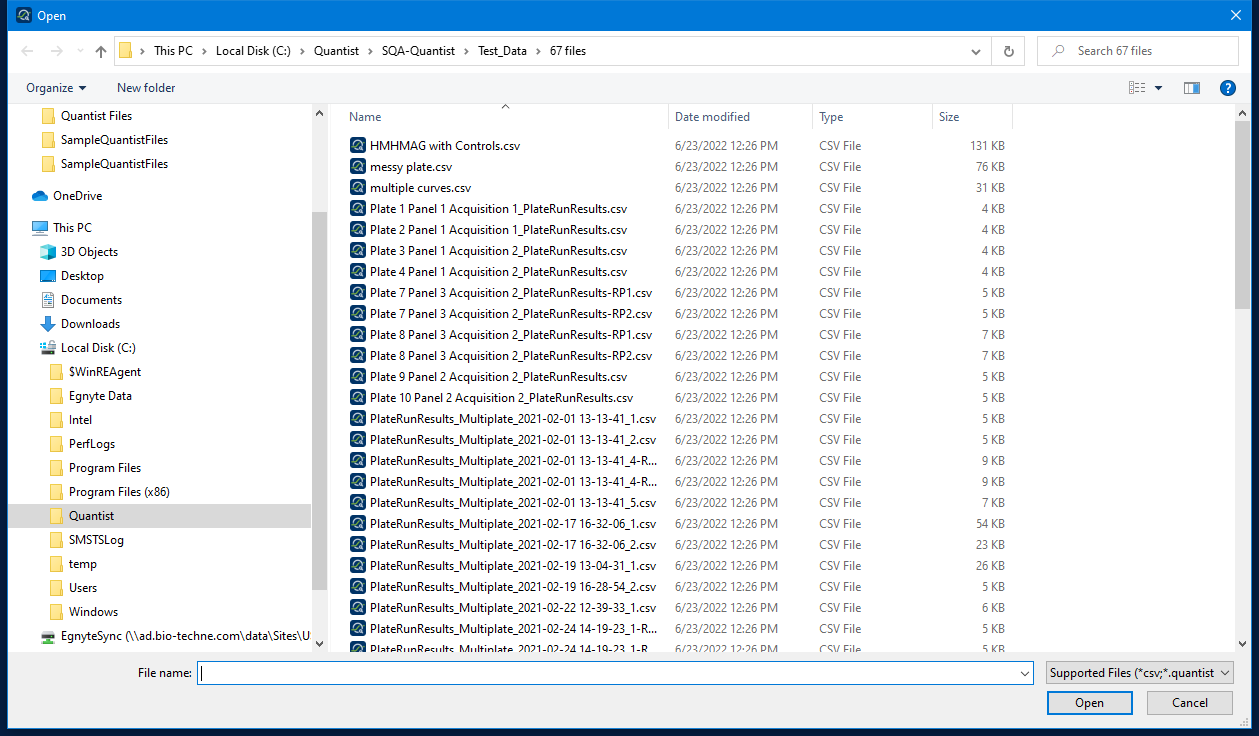 Open
This PC > Local Disk (C:) > Quantist > SQA-Quantist > Test_Data > 67 files
Search 67 files
Organize
New folder
Quantist Files
SampleQuantistFiles
SampleQuantistFiles
OneDrive
This PC
3D Objects
Desktop
Documents
Downloads
Local Disk (C:)
$WinREAgent
Egnyte Data
Intel
PerfLogs
Program Files
Program Files (x86)
Quantist
SMSTSLog
temp
Users
Windows
EgnyteSync (\\ad.bio-techne.com\data\Sites\U
Name Date modified Type Size
HMHMAG with Controls.csv 6/23/2022 12:26 PM CSV File 131 KB
messy plate.csv 6/23/2022 12:26 PM CSV File 76 KB
multiple curves.csv 6/23/2022 12:26 PM CSV File 31 KB
Plate 1 Panel 1 Acquisition 1_PlateRunResults.csv 6/23/2022 12:26 PM CSV File 4 KB
Plate 2 Panel 1 Acquisition 1_PlateRunResults.csv 6/23/2022 12:26 PM CSV File 4 KB
Plate 3 Panel 1 Acquisition 2_PlateRunResults.csv 6/23/2022 12:26 PM CSV File 4 KB
Plate 4 Panel 1 Acquisition 2_PlateRunResults.csv 6/23/2022 12:26 PM CSV File 4 KB
Plate 7 Panel 3 Acquisition 2_PlateRunResults-RP1.csv 6/23/2022 12:26 PM CSV File 5 KB
Plate 7 Panel 3 Acquisition 2_PlateRunResults-RP2.csv 6/23/2022 12:26 PM CSV File 5 KB
Plate 8 Panel 3 Acquisition 2_PlateRunResults-RP1.csv 6/23/2022 12:26 PM CSV File 7 KB
Plate 8 Panel 3 Acquisition 2_PlateRunResults-RP2.csv 6/23/2022 12:26 PM CSV File 7 KB
Plate 9 Panel 2 Acquisition 2_PlateRunResults.csv 6/23/2022 12:26 PM CSV File 5 KB
Plate 10 Panel 2 Acquisition 2_PlateRunResults.csv 6/23/2022 12:26 PM CSV File 5 KB
PlateRunResults_Multiplate_2021-02-01 13-13-41_1.csv 6/23/2022 12:26 PM CSV File 5 KB
PlateRunResults_Multiplate_2021-02-01 13-13-41_2.csv 6/23/2022 12:26 PM CSV File 5 KB
PlateRunResults_Multiplate_2021-02-01 13-13-41_4-R... 6/23/2022 12:26 PM CSV File 9 KB
PlateRunResults_Multiplate_2021-02-01 13-13-41_4-R... 6/23/2022 12:26 PM CSV File 9 KB
PlateRunResults_Multiplate_2021-02-01 13-13-41_5.csv 6/23/2022 12:26 PM CSV File 7 KB
PlateRunResults_Multiplate_2021-02-17 16-32-06_1.csv 6/23/2022 12:26 PM CSV File 54 KB
PlateRunResults_Multiplate_2021-02-17 16-32-06_2.csv 6/23/2022 12:26 PM CSV File 23 KB
PlateRunResults_Multiplate_2021-02-19 13-04-31_1.csv 6/23/2022 12:26 PM CSV File 26 KB
PlateRunResults_Multiplate_2021-02-19 16-28-54_2.csv 6/23/2022 12:26 PM CSV File 5 KB
PlateRunResults_Multiplate_2021-02-22 12-39-33_1.csv 6/23/2022 12:26 PM CSV File 6 KB
PlateRunResults_Multiplate_2021-02-24 14-19-23_1-R... 6/23/2022 12:26 PM CSV File 5 KB
PlateRunResults_Multiplate_2021-02-24 14-19-23_1-R... 6/23/2022 12:26 PM CSV File 5 KB
File name:
Supported Files (*csv;*.quantist
Open
Cancel